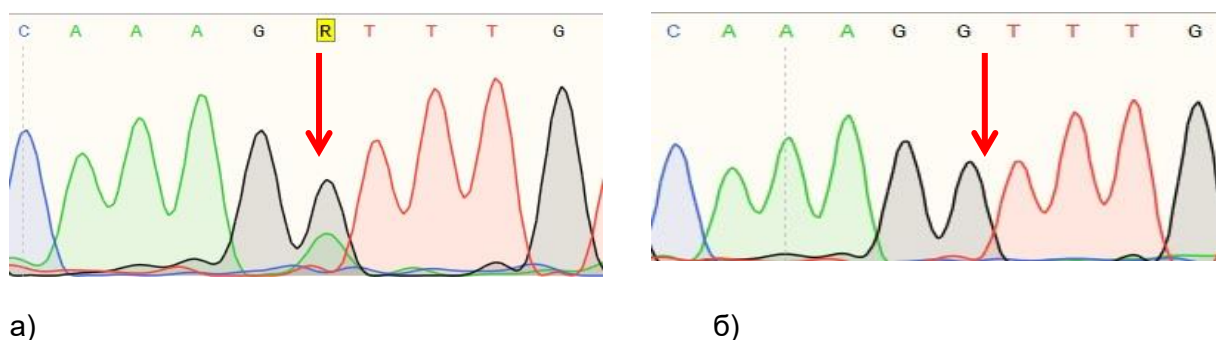 C A A A G R T T T G
C A A A G G T T T G
а)
б)